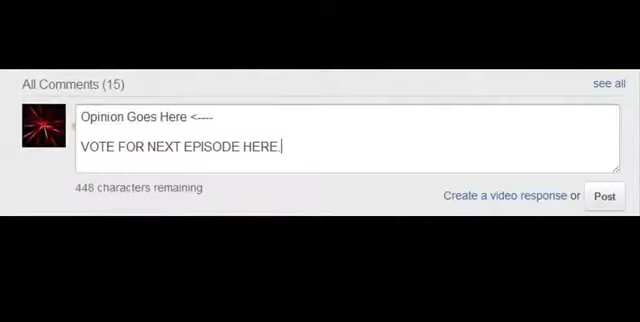 All Comments (15)
see all
Opinion Goes Here <----
VOTE FOR NEXT EPISODE HERE.
448 characters remaining
Create a video response or Post